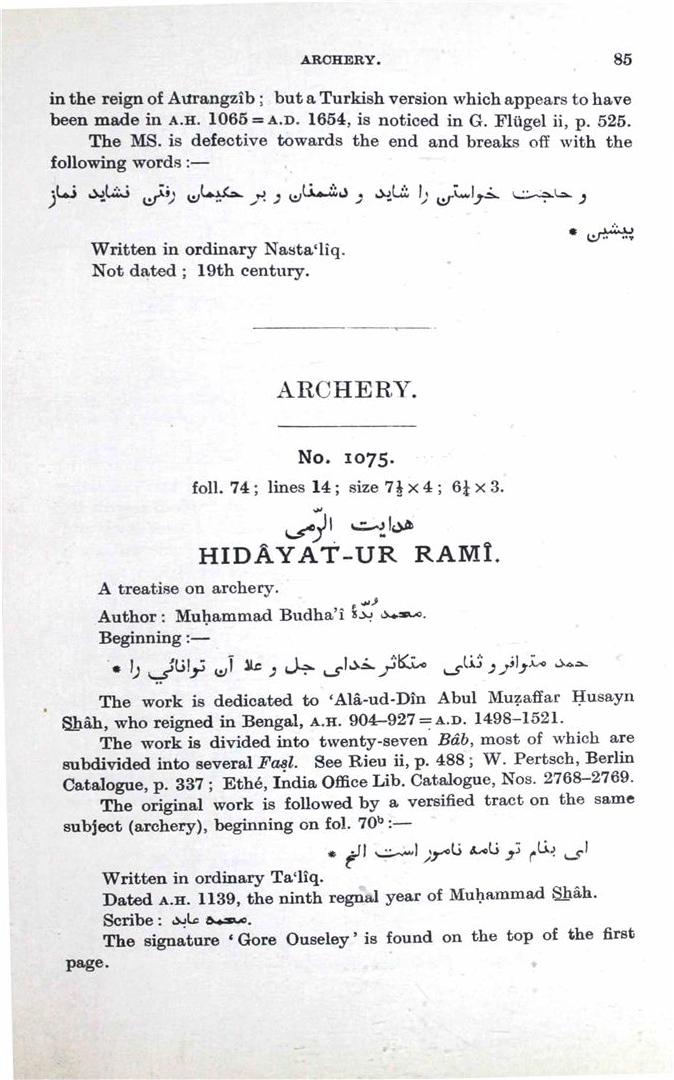 ARCHERY. 85
in the reign of Aurangzîb ; but a Turkish version which appears to have
been made in A.H. 1065 = A.D. 1654, is noticed in G. Flügel ii, p. 525.
The MS. is defective towards the end and breaks off with the
following words :—
و حاجت خواستن را شاید و دشمنان و بر حکیمان رفتن نشاید نماز
پیشین *
Written in ordinary Nasta‘lîq.
Not dated ; 19th century.
ARCHERY.
No. 1075.
foll. 74 ; lines 14 ; size 7½ × 4 ; 6¼ × 3.
هدایت الرّمی
HIDÂYAT-UR RAMÎ.
A treatise on archery.
Author : Muḥammad Budha’î محمد بُدّهٔ.
Beginning :—
حمد متوافر و ثنای متکاثر خدای جل و علا آن توانائی را *
The work is dedicated to ‘Alâ-ud-Dîn Abul Muẓaffar Ḥusayn
Shâh, who reigned in Bengal, A.H. 904–927 = A.D. 1498–1521.
The work is divided into twenty-seven Bâb, most of which are
subdivided into several Faṣl. See Rieu ii, p. 488 ; W. Pertsch, Berlin
Catalogue, p. 337 ; Ethé, India Office Lib. Catalogue, Nos. 2768–2769.
The original work is followed by a versified tract on the same
subject (archery), beginning on fol. 70ᵇ :—
ای بنام تو نامه نامور است الخ *
Written in ordinary Ta‘lîq.
Dated A.H. 1139, the ninth regnal year of Muḥammad Shâh.
Scribe : محمد عابد.
The signature ‘ Gore Ouseley ’ is found on the top of the first
page.